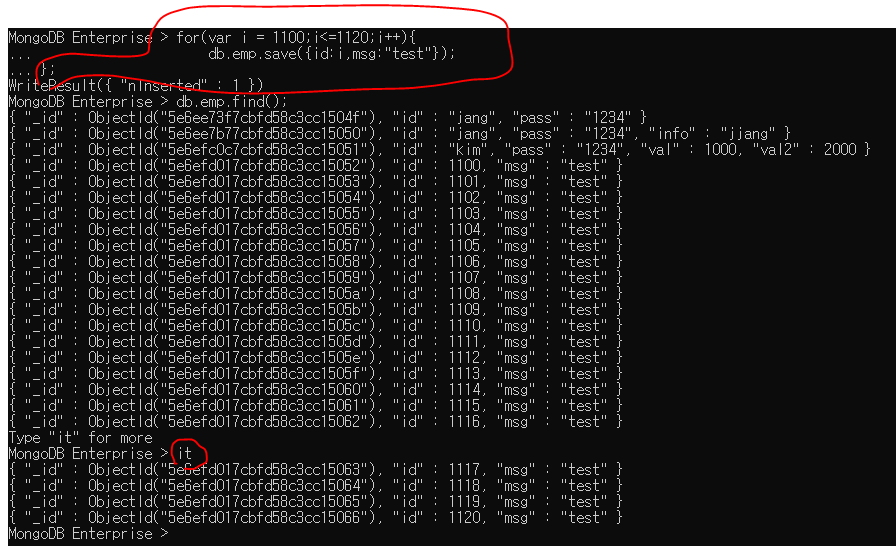 MongoDB Enterprise > for(var i = 1100;i<=1120;i++){
... db.emp.save({id:i,msg:"test"});
... };
WriteResult({ "nInserted" : 1 })
MongoDB Enterprise > db.emp.find();
{ "_id" : ObjectId("5e6ee73f7cbfd58c3cc1504f"), "id" : "jang", "pass" : "1234" }
{ "_id" : ObjectId("5e6ee7b77cbfd58c3cc15050"), "id" : "jang", "pass" : "1234", "info" : "jjang" }
{ "_id" : ObjectId("5e6efc0c7cbfd58c3cc15051"), "id" : "kim", "pass" : "1234", "val" : 1000, "val2" : 2000 }
{ "_id" : ObjectId("5e6efd017cbfd58c3cc15052"), "id" : 1100, "msg" : "test" }
{ "_id" : ObjectId("5e6efd017cbfd58c3cc15053"), "id" : 1101, "msg" : "test" }
{ "_id" : ObjectId("5e6efd017cbfd58c3cc15054"), "id" : 1102, "msg" : "test" }
{ "_id" : ObjectId("5e6efd017cbfd58c3cc15055"), "id" : 1103, "msg" : "test" }
{ "_id" : ObjectId("5e6efd017cbfd58c3cc15056"), "id" : 1104, "msg" : "test" }
{ "_id" : ObjectId("5e6efd017cbfd58c3cc15057"), "id" : 1105, "msg" : "test" }
{ "_id" : ObjectId("5e6efd017cbfd58c3cc15058"), "id" : 1106, "msg" : "test" }
{ "_id" : ObjectId("5e6efd017cbfd58c3cc15059"), "id" : 1107, "msg" : "test" }
{ "_id" : ObjectId("5e6efd017cbfd58c3cc1505a"), "id" : 1108, "msg" : "test" }
{ "_id" : ObjectId("5e6efd017cbfd58c3cc1505b"), "id" : 1109, "msg" : "test" }
{ "_id" : ObjectId("5e6efd017cbfd58c3cc1505c"), "id" : 1110, "msg" : "test" }
{ "_id" : ObjectId("5e6efd017cbfd58c3cc1505d"), "id" : 1111, "msg" : "test" }
{ "_id" : ObjectId("5e6efd017cbfd58c3cc1505e"), "id" : 1112, "msg" : "test" }
{ "_id" : ObjectId("5e6efd017cbfd58c3cc1505f"), "id" : 1113, "msg" : "test" }
{ "_id" : ObjectId("5e6efd017cbfd58c3cc15060"), "id" : 1114, "msg" : "test" }
{ "_id" : ObjectId("5e6efd017cbfd58c3cc15061"), "id" : 1115, "msg" : "test" }
{ "_id" : ObjectId("5e6efd017cbfd58c3cc15062"), "id" : 1116, "msg" : "test" }
Type "it" for more
MongoDB Enterprise > it
{ "_id" : ObjectId("5e6efd017cbfd58c3cc15063"), "id" : 1117, "msg" : "test" }
{ "_id" : ObjectId("5e6efd017cbfd58c3cc15064"), "id" : 1118, "msg" : "test" }
{ "_id" : ObjectId("5e6efd017cbfd58c3cc15065"), "id" : 1119, "msg" : "test" }
{ "_id" : ObjectId("5e6efd017cbfd58c3cc15066"), "id" : 1120, "msg" : "test" }
MongoDB Enterprise >